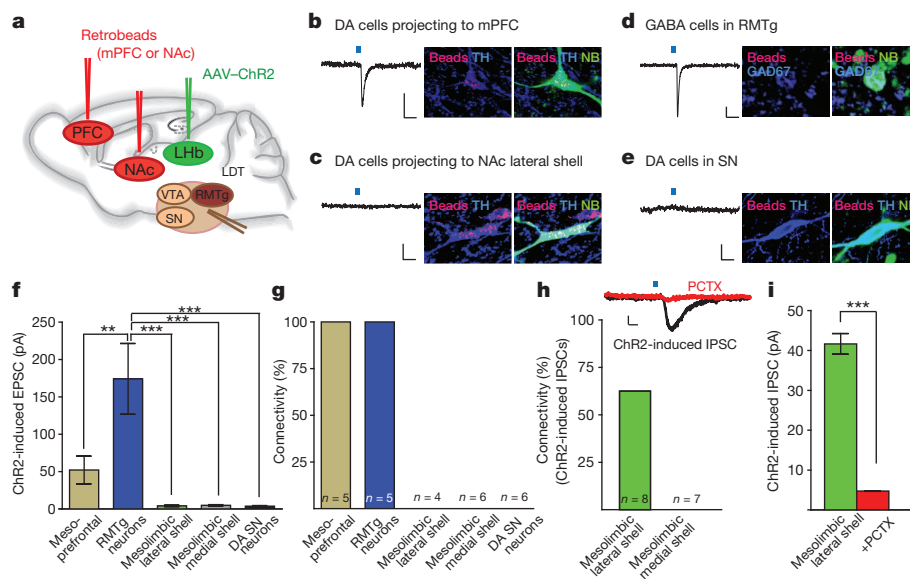 a
Retrobeads
(mPFC or NAc)
AAV–ChR2
PFC
NAc
LHb
LDT
VTA
RMTg
SN
b DA cells projecting to mPFC
Beads TH
Beads TH NB
c DA cells projecting to NAc lateral shell
Beads TH
Beads TH NB
d GABA cells in RMTg
Beads
GAD67
Beads NB
GAD67
e DA cells in SN
Beads TH
Beads TH NB
f
ChR2-induced EPSC (pA)
250
200
150
100
50
0
**
***
***
***
Meso-
prefrontal
RMTg
neurons
Mesolimbic
lateral shell
Mesolimbic
medial shell
DA SN
neurons
g
Connectivity (%)
100
75
50
25
0
n = 5
n = 5
n = 4
n = 6
n = 6
Meso-
prefrontal
RMTg
neurons
Mesolimbic
lateral shell
Mesolimbic
medial shell
DA SN
neurons
h
PCTX
ChR2-induced IPSC
Connectivity (%)
(ChR2-induced IPSCs)
100
75
50
25
0
n = 8
n = 7
Mesolimbic
lateral shell
Mesolimbic
medial shell
i
ChR2-induced IPSC (pA)
50
40
30
20
10
0
***
Mesolimbic
lateral shell
+PCTX